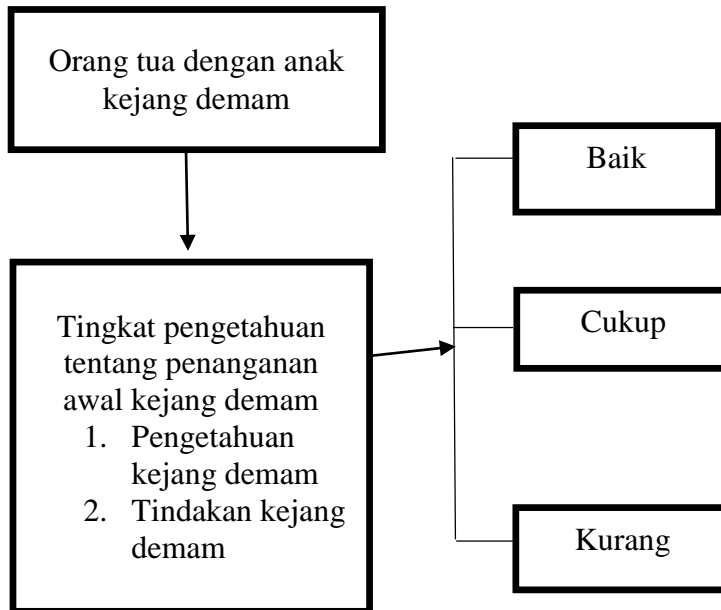 Orang tua dengan anak
kejang demam
Baik
Tingkat pengetahuan
tentang penanganan
awal kejang demam
1. Pengetahuan
kejang demam
2. Tindakan kejang
demam
Cukup
Kurang